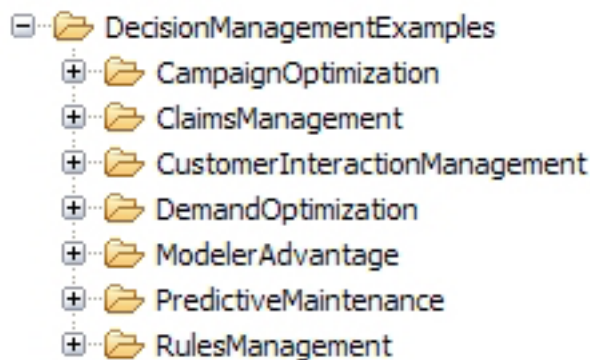 DecisionManagementExamples
CampaignOptimization
ClaimsManagement
CustomerInteractionManagement
DemandOptimization
ModelerAdvantage
PredictiveMaintenance
RulesManagement